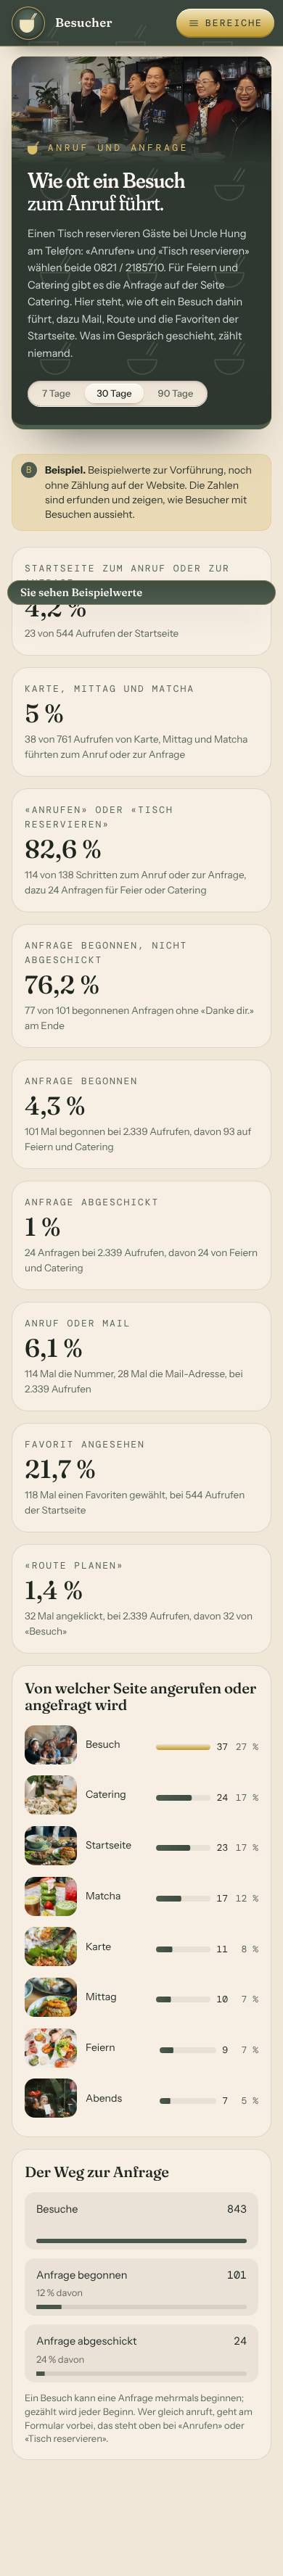 Besucher
BEREICHE
ANRUF UND ANFRAGE
Wie oft ein Besuch
zum Anruf führt.
Einen Tisch reservieren Gäste bei Uncle Hung
am Telefon: «Anrufen» und «Tisch reservieren»
wählen beide 0821 / 2185710. Für Feiern und
Catering gibt es die Anfrage auf der Seite
Catering. Hier steht, wie oft ein Besuch dahin
führt, dazu Mail, Route und die Favoriten der
Startseite. Was im Gespräch geschieht, zählt
niemand.
7 Tage 30 Tage 90 Tage
B Beispiel. Beispielwerte zur Vorführung, noch
ohne Zählung auf der Website. Die Zahlen
sind erfunden und zeigen, wie Besucher mit
Besuchen aussieht.
STARTSEITE ZUM ANRUF ODER ZUR
Sie sehen Beispielwerte
4,2 %
23 von 544 Aufrufen der Startseite
KARTE, MITTAG UND MATCHA
5 %
38 von 761 Aufrufen von Karte, Mittag und Matcha
führten zum Anruf oder zur Anfrage
«ANRUFEN» ODER «TISCH
RESERVIEREN»
82,6 %
114 von 138 Schritten zum Anruf oder zur Anfrage,
dazu 24 Anfragen für Feier oder Catering
ANFRAGE BEGONNEN, NICHT
ABGESCHICKT
76,2 %
77 von 101 begonnenen Anfragen ohne «Danke dir.»
am Ende
ANFRAGE BEGONNEN
4,3 %
101 Mal begonnen bei 2.339 Aufrufen, davon 93 auf
Feiern und Catering
ANFRAGE ABGESCHICKT
1 %
24 Anfragen bei 2.339 Aufrufen, davon 24 von Feiern
und Catering
ANRUF ODER MAIL
6,1 %
114 Mal die Nummer, 28 Mal die Mail-Adresse, bei
2.339 Aufrufen
FAVORIT ANGESEHEN
21,7 %
118 Mal einen Favoriten gewählt, bei 544 Aufrufen
der Startseite
«ROUTE PLANEN»
1,4 %
32 Mal angeklickt, bei 2.339 Aufrufen, davon 32 von
«Besuch»
Von welcher Seite angerufen oder
angefragt wird
Besuch 37 27 %
Catering 24 17 %
Startseite 23 17 %
Matcha 17 12 %
Karte 11 8 %
Mittag 10 7 %
Feiern 9 7 %
Abends 7 5 %
Der Weg zur Anfrage
Besuche 843
Anfrage begonnen 101
12 % davon
Anfrage abgeschickt 24
24 % davon
Ein Besuch kann eine Anfrage mehrmals beginnen;
gezählt wird jeder Beginn. Wer gleich anruft, geht am
Formular vorbei, das steht oben bei «Anrufen» oder
«Tisch reservieren».